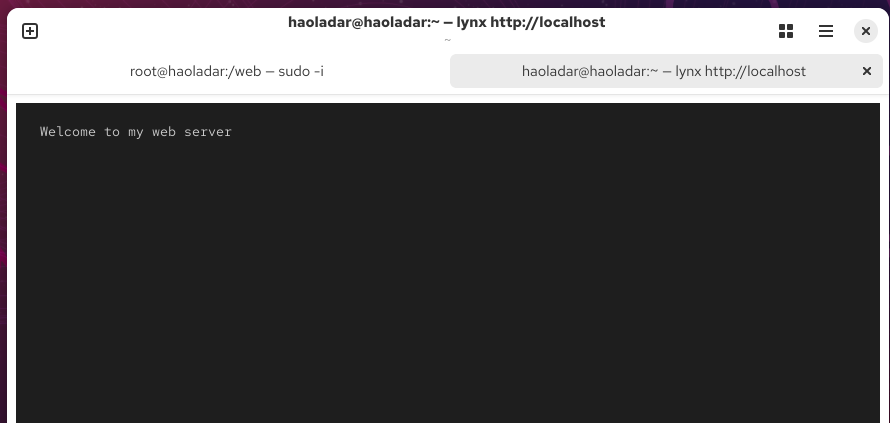 haoladar@haoladar:~ — lynx http://localhost
~
root@haoladar:/web — sudo -i
haoladar@haoladar:~ — lynx http://localhost
Welcome to my web server